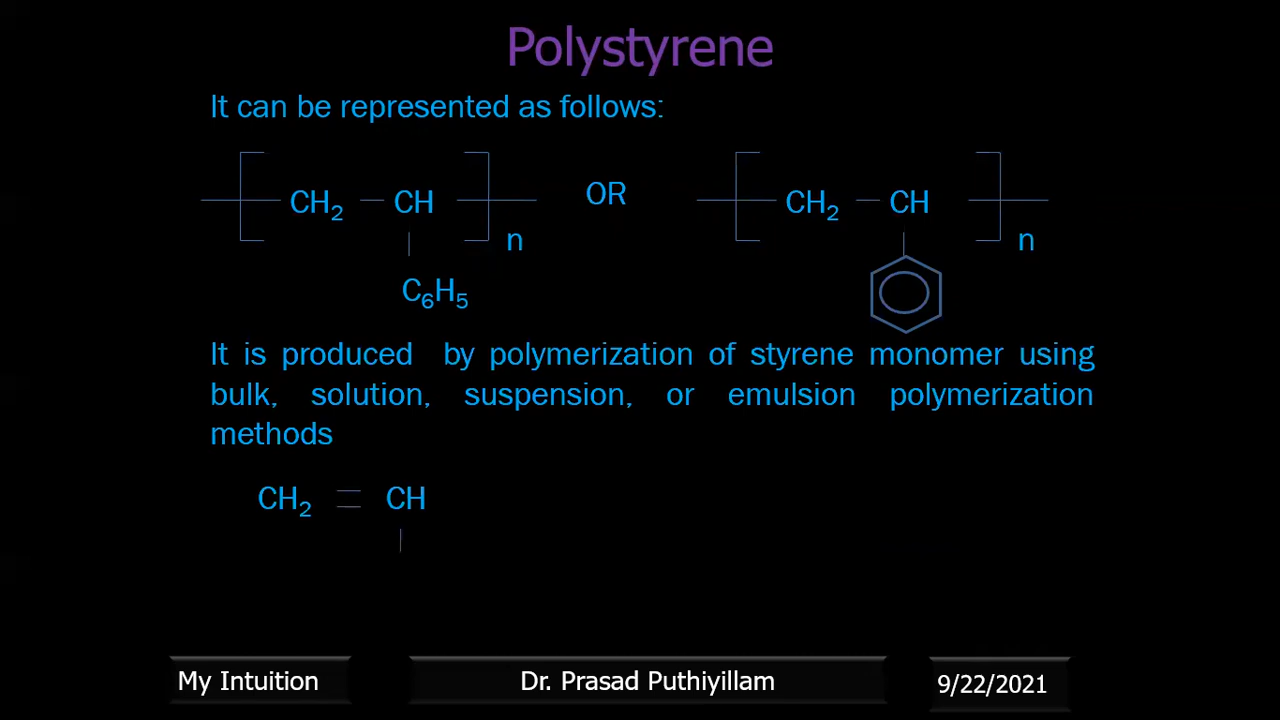 Polystyrene
It can be represented as follows:
CH₂ — CH OR CH₂ — CH
n n
C₆H₅
It is produced by polymerization of styrene monomer using
bulk, solution, suspension, or emulsion polymerization
methods
CH₂ = CH
My Intuition Dr. Prasad Puthiyillam 9/22/2021